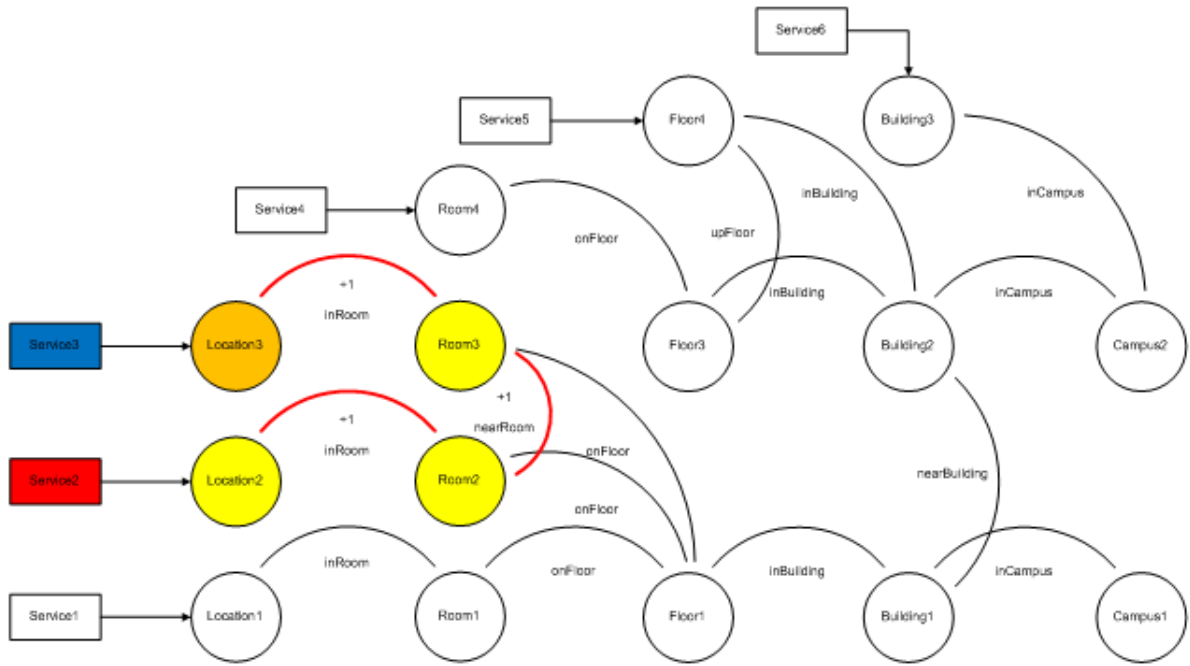 Service6
Service5
Floor4
Building3
inBuilding
inCampus
Service4
Room4
onFloor
upFloor
+1
inRoom
inBuilding
inCampus
Service3
Location3
Room3
Floor3
Building2
Campus2
+1
nearRoom
+1
inRoom
onFloor
nearBuilding
Service2
Location2
Room2
onFloor
inRoom
onFloor
inBuilding
inCampus
Service1
Location1
Room1
Floor1
Building1
Campus1